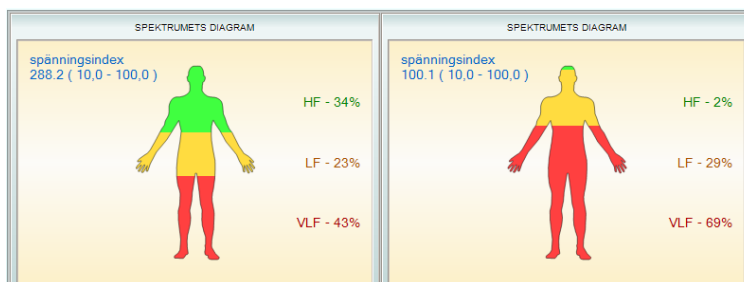 SPEKTRUMETS DIAGRAM
spänningsindex
288.2 ( 10,0 - 100,0 )
HF - 34%
LF - 23%
VLF - 43%
SPEKTRUMETS DIAGRAM
spänningsindex
100.1 ( 10,0 - 100,0 )
HF - 2%
LF - 29%
VLF - 69%